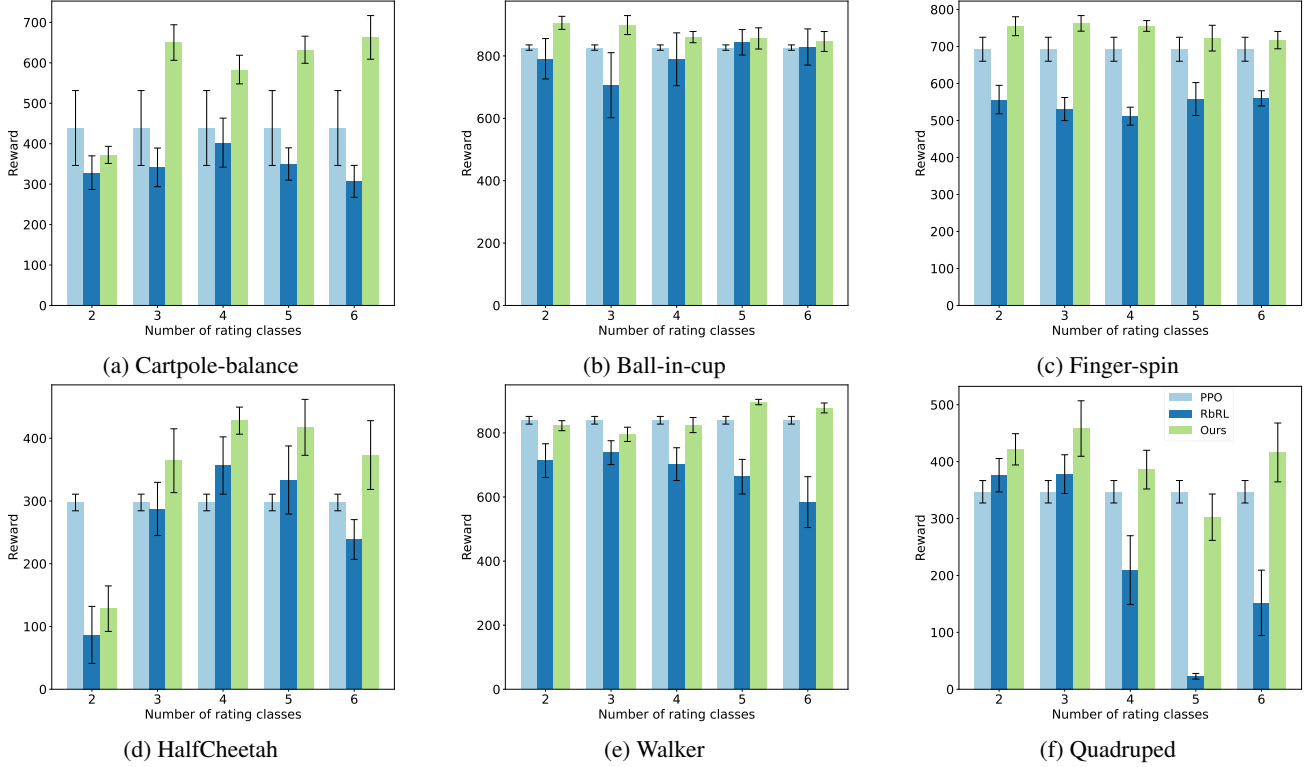 700
600
500
400
300
200
100
0
Reward
2 3 4 5 6
Number of rating classes
(a) Cartpole-balance
800
600
400
200
0
Reward
2 3 4 5 6
Number of rating classes
(b) Ball-in-cup
800
700
600
500
400
300
200
100
0
Reward
2 3 4 5 6
Number of rating classes
(c) Finger-spin
400
300
200
100
0
Reward
2 3 4 5 6
Number of rating classes
(d) HalfCheetah
800
600
400
200
0
Reward
2 3 4 5 6
Number of rating classes
(e) Walker
500
400
300
200
100
0
Reward
PPO
RbRL
Ours
2 3 4 5 6
Number of rating classes
(f) Quadruped